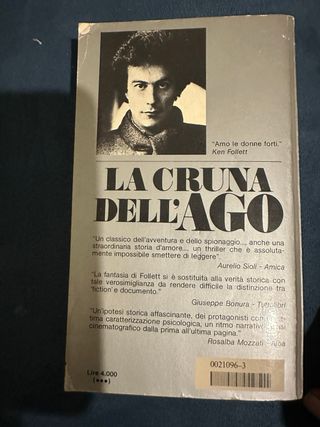 "Amo le donne forti."
Ken Follett
LA CRUNA
DELL'AGO
"Un classico dell'avventura e dello spionaggio..., anche una
straordinaria storia d'amore... un thriller che è assoluta-
mente impossibile smettere di leggere".
Aurelio Sioli - Amica
"La fantasia di Follett si è sostituita alla verità storica con
tale verosimiglianza da rendere difficile la distinzione tra
'fiction' e documento."
Giuseppe Bonura - Tuttolibri
"Un'ipotesi storica affascinante, dei protagonisti con
tima caratterizzazione psicologica, un ritmo narrativo
cinematografico dalla prima all'ultima pagina."
Rosalba Mozzati - Alba
Lire 4.000
(●●●)
0021096-3